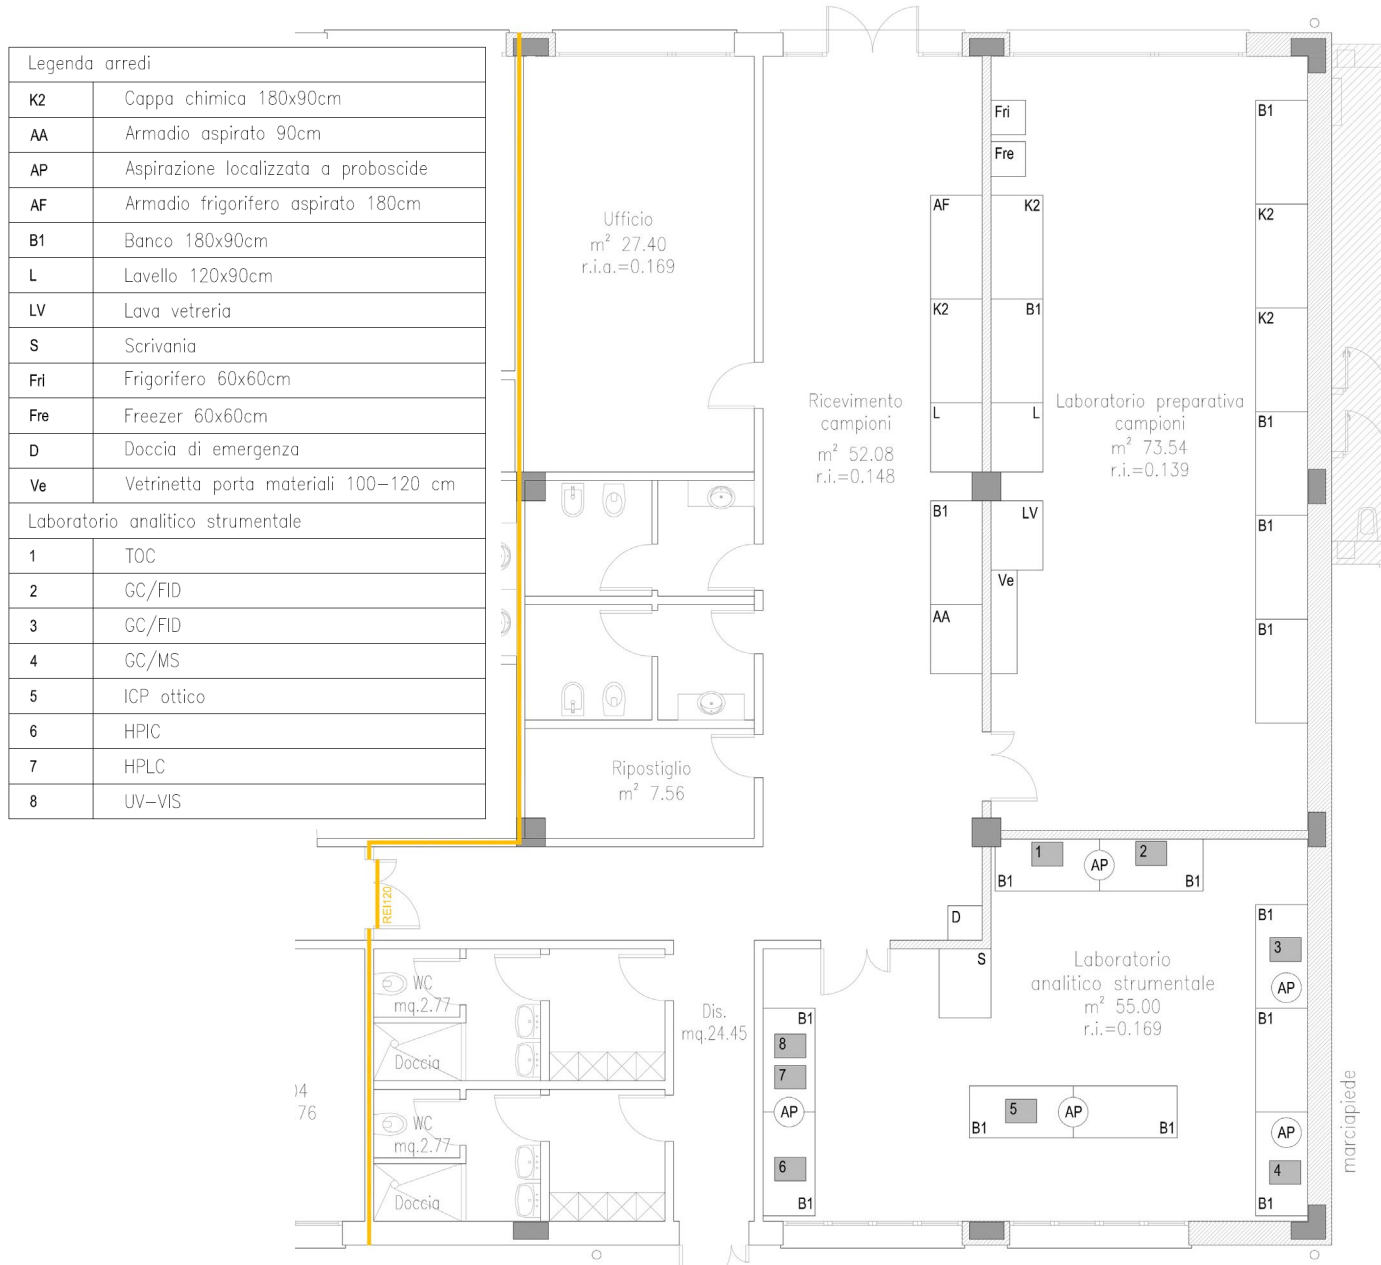 Legenda arredi
K2 Cappa chimica 180x90cm
AA Armadio aspirato 90cm
AP Aspirazione localizzata a proboscide
AF Armadio frigorifero aspirato 180cm
B1 Banco 180x90cm
L Lavello 120x90cm
LV Lava vetreria
S Scrivania
Fri Frigorifero 60x60cm
Fre Freezer 60x60cm
D Doccia di emergenza
Ve Vetrinetta porta materiali 100-120 cm
Laboratorio analitico strumentale
1 TOC
2 GC/FID
3 GC/FID
4 GC/MS
5 ICP ottico
6 HPIC
7 HPLC
8 UV-VIS
Ufficio
m² 27.40
r.i.a.=0.169
Ricevimento
campioni
m² 52.08
r.i.=0.148
AF
K2
L
B1
AA
Fri
Fre
K2
B1
L
LV
Ve
Laboratorio preparativa
campioni
m² 73.54
r.i.=0.139
B1
K2
K2
B1
B1
B1
Ripostiglio
m² 7.56
REI120
WC
mq.2.77
Doccia
WC
mq.2.77
Doccia
)4
76
Dis.
mq.24.45
D
S
1
AP
2
B1
B1
Laboratorio
analitico strumentale
m² 55.00
r.i.=0.169
B1
3
AP
B1
AP
4
B1
B1
8
7
AP
6
B1
5
AP
B1
B1
marciapiede